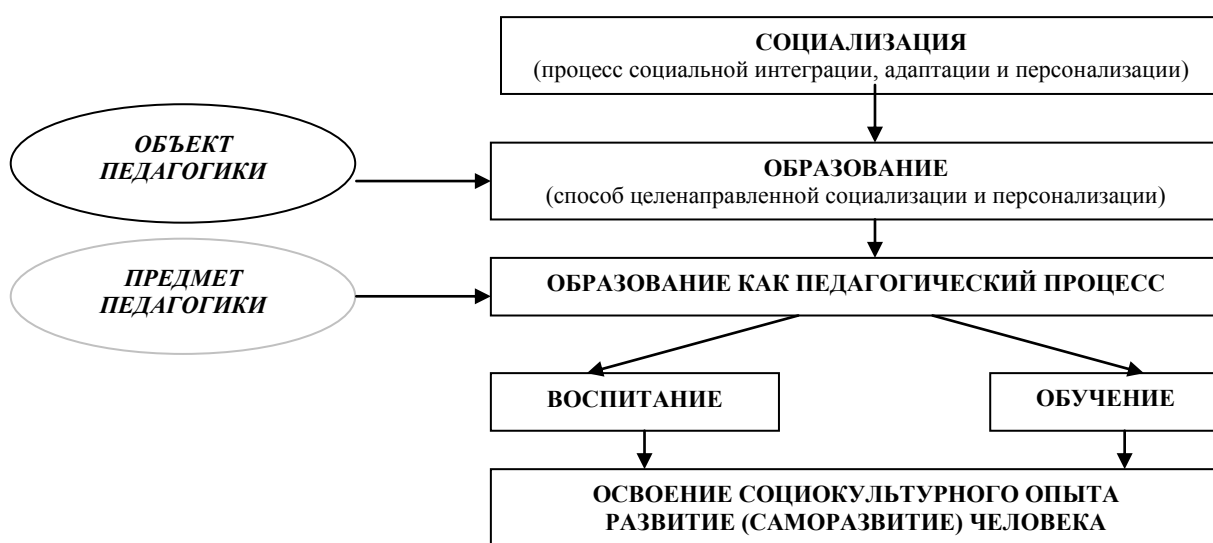 СОЦИАЛИЗАЦИЯ
(процесс социальной интеграции, адаптации и персонализации)
ОБЪЕКТ
ПЕДАГОГИКИ
ОБРАЗОВАНИЕ
(способ целенаправленной социализации и персонализации)
ПРЕДМЕТ
ПЕДАГОГИКИ
ОБРАЗОВАНИЕ КАК ПЕДАГОГИЧЕСКИЙ ПРОЦЕСС
ВОСПИТАНИЕ
ОБУЧЕНИЕ
ОСВОЕНИЕ СОЦИОКУЛЬТУРНОГО ОПЫТА
РАЗВИТИЕ (САМОРАЗВИТИЕ) ЧЕЛОВЕКА